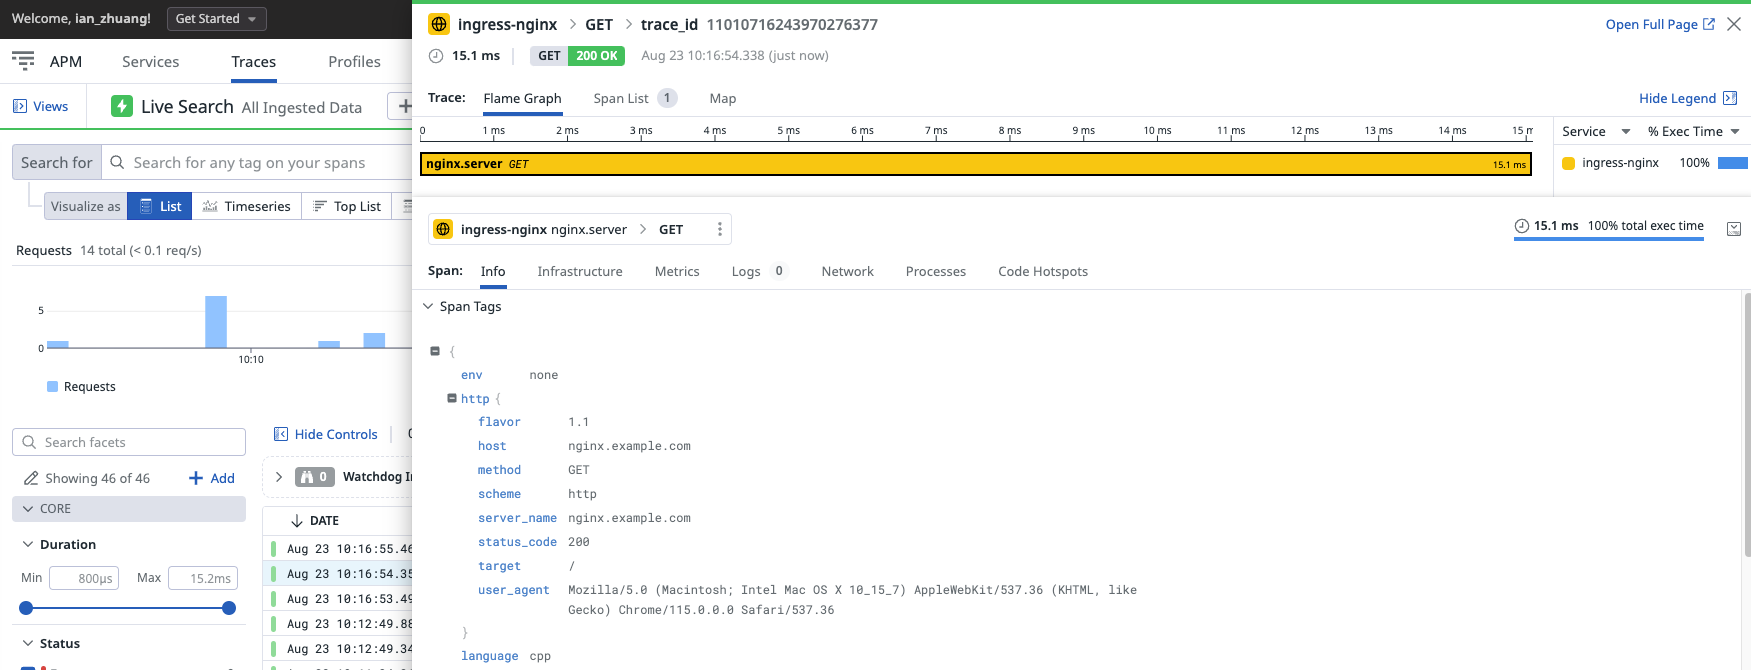 Welcome, ian_zhuang!
Get Started
APM
Services
Traces
Profiles
Views
Live Search All Ingested Data
Search for
Search for any tag on your spans
Visualize as
List
Timeseries
Top List
Requests 14 total (< 0.1 req/s)
5
0
10:10
Requests
Search facets
Showing 46 of 46
Add
CORE
Duration
Min
800µs
Max
15.2ms
Status
Hide Controls
0
Watchdog
DATE
Aug 23 10:16:55.46
Aug 23 10:16:54.35
Aug 23 10:16:53.49
Aug 23 10:12:49.88
Aug 23 10:12:49.34
ingress-nginx > GET > trace_id 11010716243970276377
Open Full Page
15.1 ms
GET 200 OK
Aug 23 10:16:54.338 (just now)
Trace:
Flame Graph
Span List 1
Map
Hide Legend
0 1 ms 2 ms 3 ms 4 ms 5 ms 6 ms 7 ms 8 ms 9 ms 10 ms 11 ms 12 ms 13 ms 14 ms 15 m
Service
% Exec Time
nginx.server GET
15.1 ms
ingress-nginx
100%
ingress-nginx nginx.server > GET
15.1 ms 100% total exec time
Span:
Info
Infrastructure
Metrics
Logs 0
Network
Processes
Code Hotspots
Span Tags
{
env none
http {
flavor 1.1
host nginx.example.com
method GET
scheme http
server_name nginx.example.com
status_code 200
target /
user_agent Mozilla/5.0 (Macintosh; Intel Mac OS X 10_15_7) AppleWebKit/537.36 (KHTML, like
Gecko) Chrome/115.0.0.0 Safari/537.36
}
language cpp